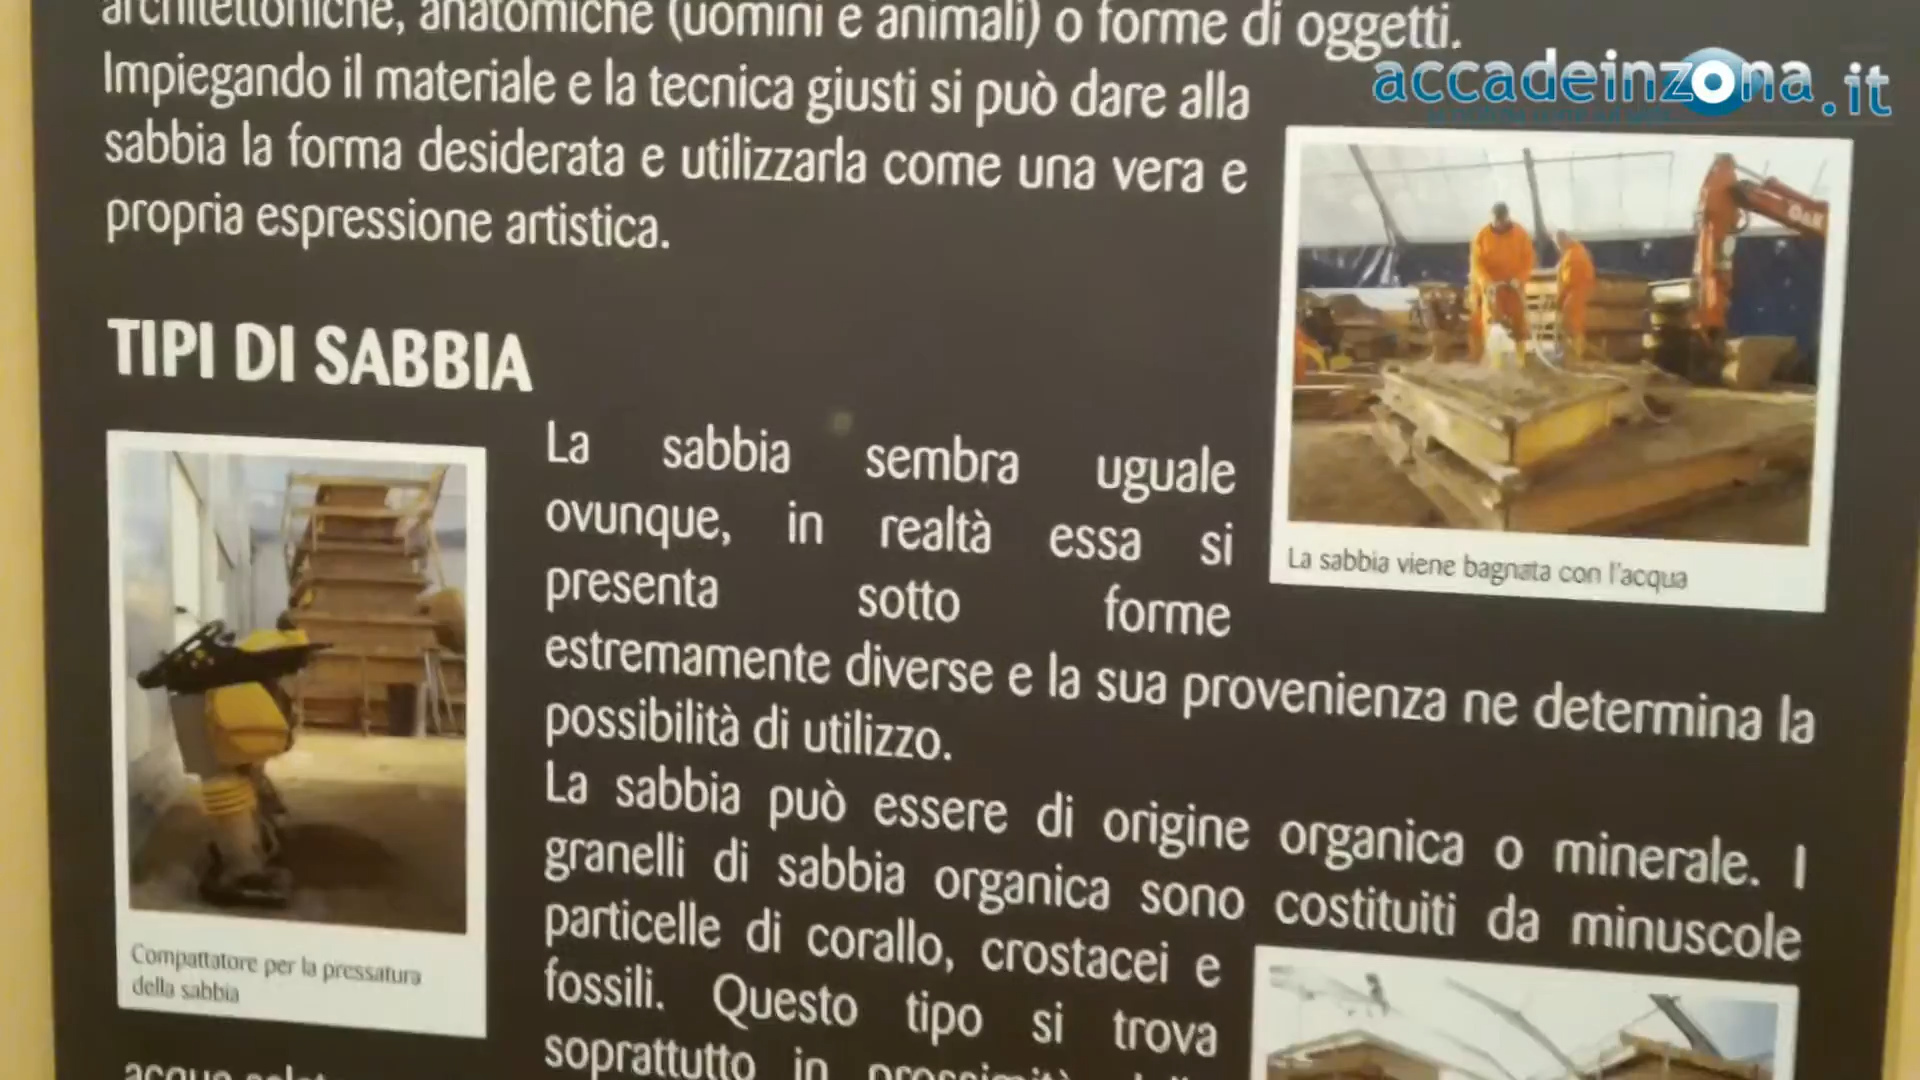 architettoniche, anatomiche (uomini e animali) o forme di oggetti.
accadeinzona.it
Impiegando il materiale e la tecnica giusti si può dare alla
sabbia la forma desiderata e utilizzarla come una vera e
propria espressione artistica.
La sabbia viene bagnata con l'acqua
TIPI DI SABBIA
La sabbia sembra uguale
ovunque, in realtà essa si
presenta sotto forme
estremamente diverse e la sua provenienza ne determina la
possibilità di utilizzo.
La sabbia può essere di origine organica o minerale. I
granelli di sabbia organica sono costituiti da minuscole
particelle di corallo, crostacei e
fossili. Questo tipo si trova
soprattutto in
Compattatore per la pressatura
della sabbia